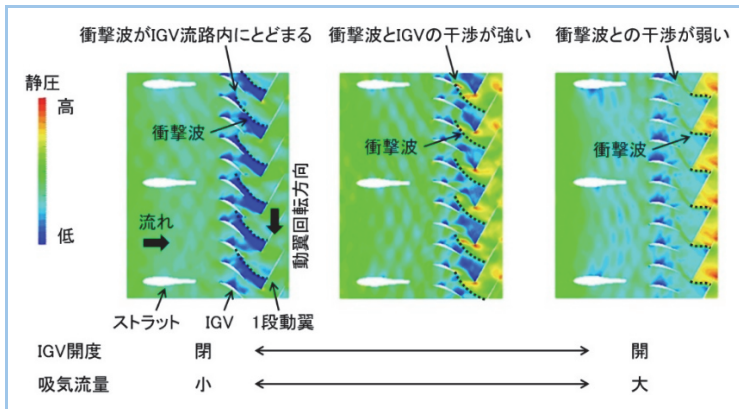 衝撃波がIGV流路内にとどまる
衝撃波とIGVの干渉が強い
衝撃波との干渉が弱い
静圧
高
低
衝撃波
衝撃波
衝撃波
流れ
動翼回転方向
ストラット
IGV
1段動翼
IGV開度
閉
開
吸気流量
小
大